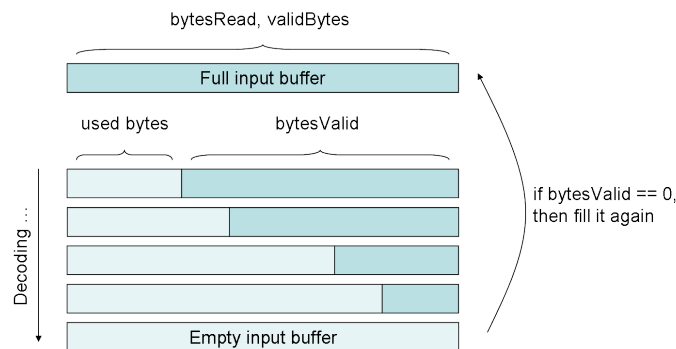 bytesRead, validBytes
Full input buffer
used bytes
bytesValid
Decoding ...
if bytesValid == 0,
then fill it again
Empty input buffer